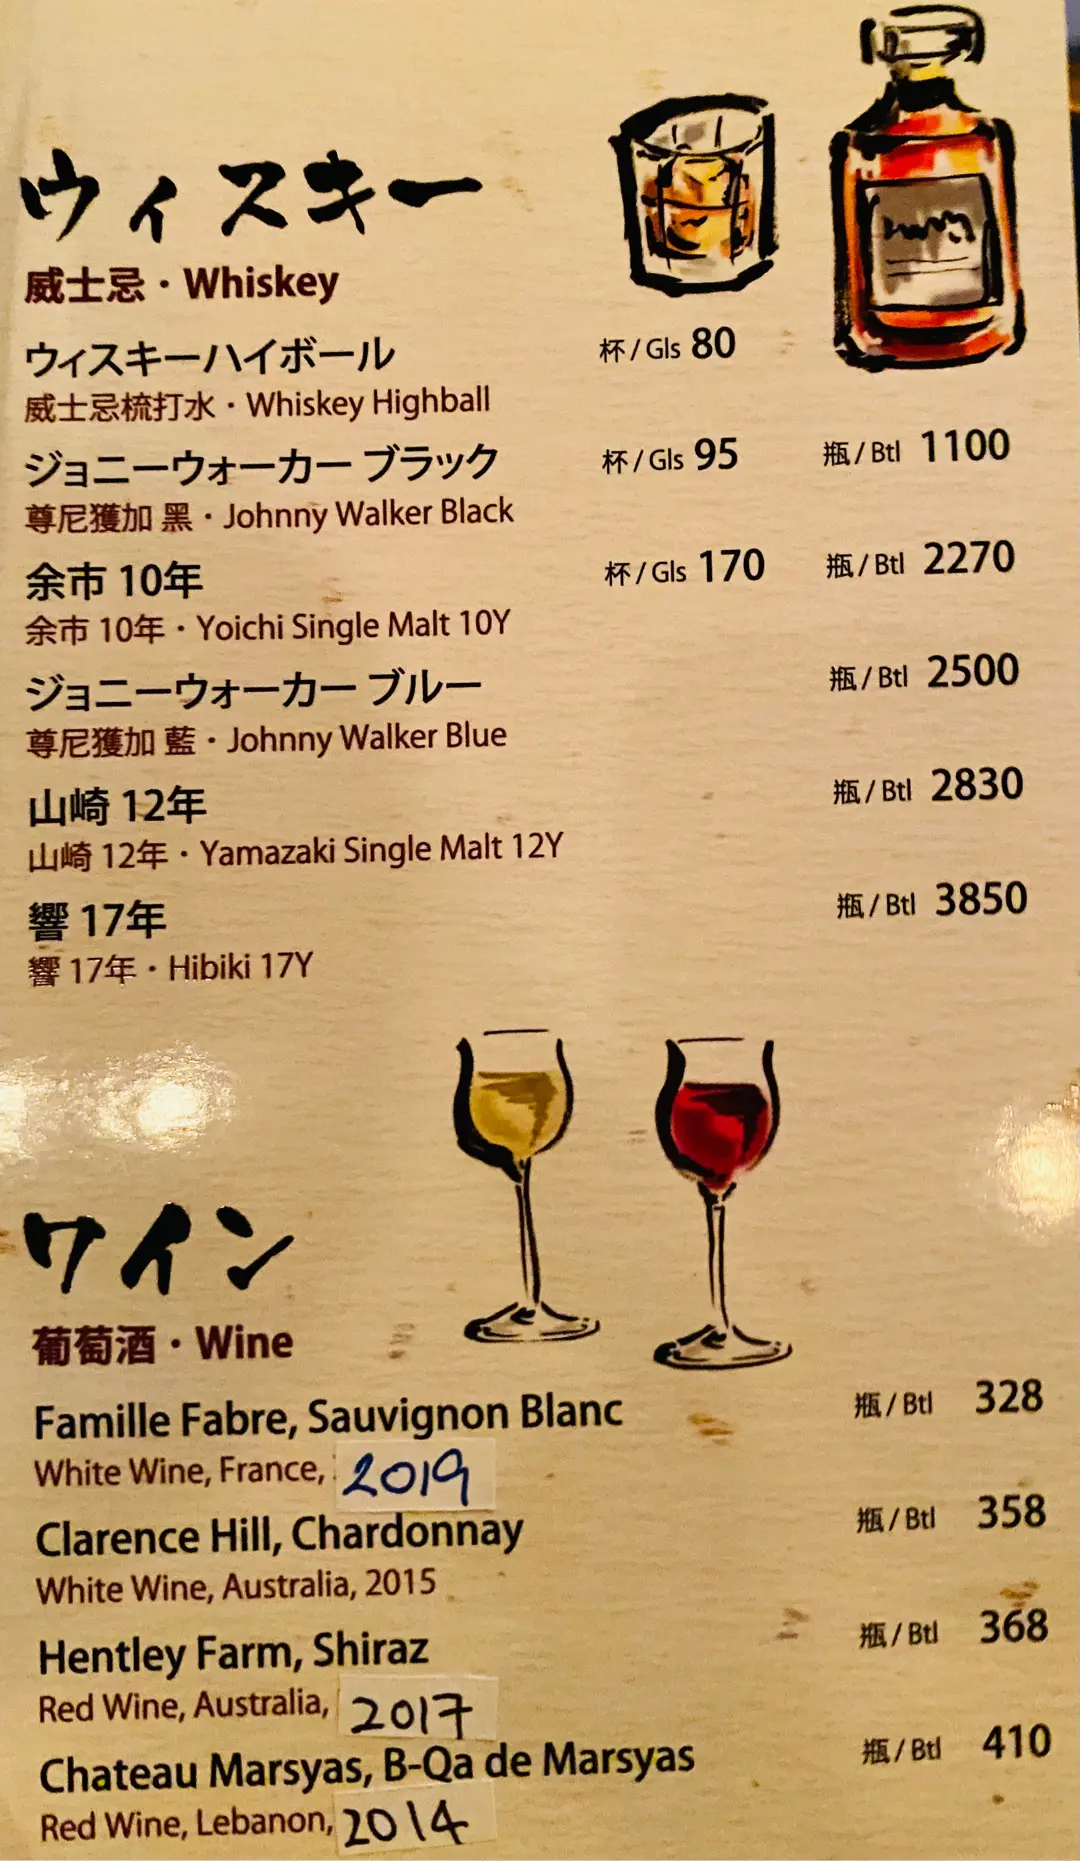 ウィスキー
威士忌・Whiskey
ウィスキーハイボール 杯/Gls 80
威士忌梳打水・Whiskey Highball
ジョニーウォーカー ブラック 杯/Gls 95 瓶/Btl 1100
尊尼獲加 黑・Johnny Walker Black
余市 10年 杯/Gls 170 瓶/Btl 2270
余市 10年・Yoichi Single Malt 10Y
ジョニーウォーカー ブルー 瓶/Btl 2500
尊尼獲加 藍・Johnny Walker Blue
山崎 12年 瓶/Btl 2830
山崎 12年・Yamazaki Single Malt 12Y
響 17年 瓶/Btl 3850
響 17年・Hibiki 17Y
ワイン
葡萄酒・Wine
Famille Fabre, Sauvignon Blanc 瓶/Btl 328
White Wine, France, 2019
Clarence Hill, Chardonnay 瓶/Btl 358
White Wine, Australia, 2015
Hentley Farm, Shiraz 瓶/Btl 368
Red Wine, Australia, 2017
Chateau Marsyas, B-Qa de Marsyas 瓶/Btl 410
Red Wine, Lebanon, 2014